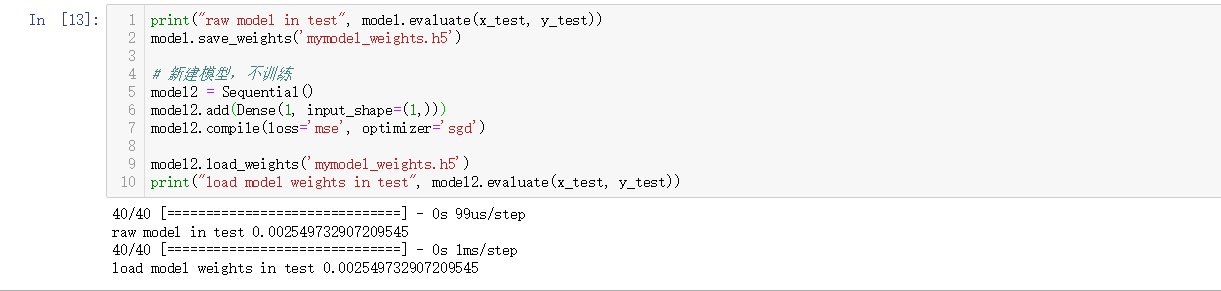 In [13]:
1 print("raw model in test", model.evaluate(x_test, y_test))
2 model.save_weights('mymodel_weights.h5')
3
4 # 新建模型，不训练
5 model2 = Sequential()
6 model2.add(Dense(1, input_shape=(1,)))
7 model2.compile(loss='mse', optimizer='sgd')
8
9 model2.load_weights('mymodel_weights.h5')
10 print("load model weights in test", model2.evaluate(x_test, y_test))
40/40 [==============================] - 0s 99us/step
raw model in test 0.002549732907209545
40/40 [==============================] - 0s 1ms/step
load model weights in test 0.002549732907209545